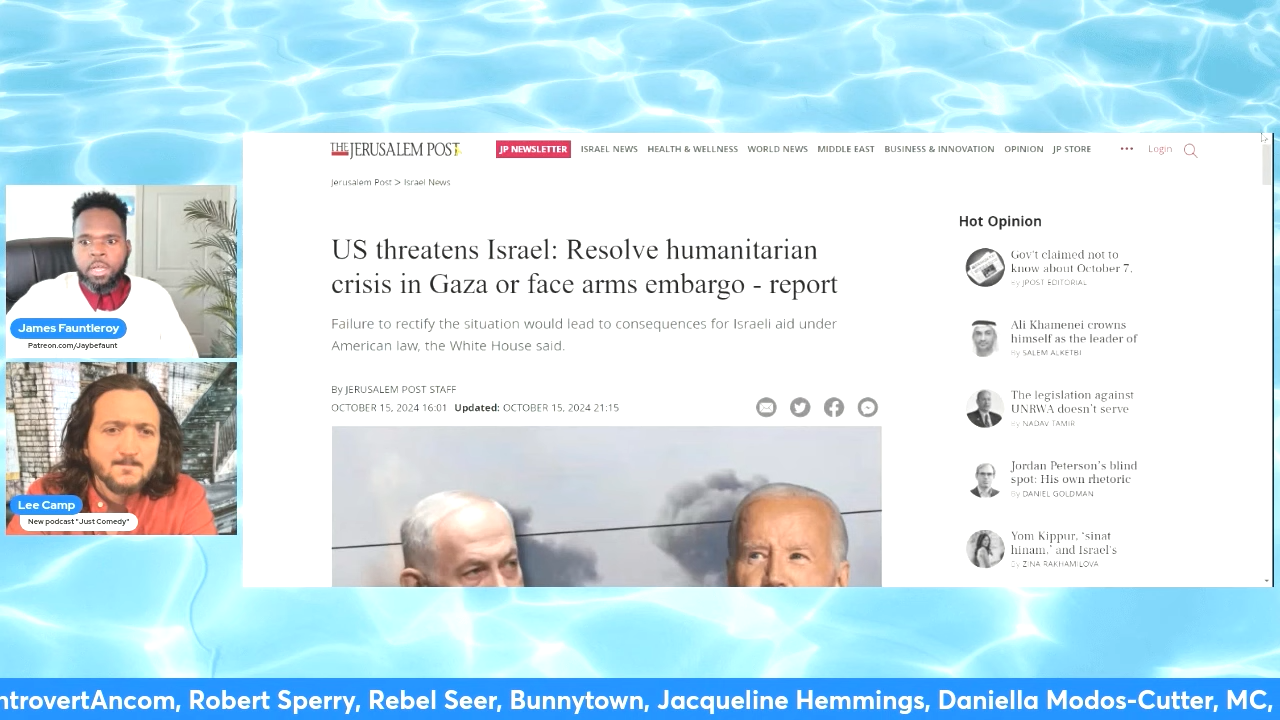 THE JERUSALEM POST
JP NEWSLETTER ISRAEL NEWS HEALTH & WELLNESS WORLD NEWS MIDDLE EAST BUSINESS & INNOVATION OPINION JP STORE ••• Login
Jerusalem Post > Israel News
US threatens Israel: Resolve humanitarian
crisis in Gaza or face arms embargo - report
Failure to rectify the situation would lead to consequences for Israeli aid under
American law, the White House said.
By JERUSALEM POST STAFF
OCTOBER 15, 2024 16:01 Updated: OCTOBER 15, 2024 21:15
Hot Opinion
Gov't claimed not to
know about October 7,
By JPOST EDITORIAL
Ali Khamenei crowns
himself as the leader of
By SALEM ALKETBI
The legislation against
UNRWA doesn't serve
By NADAV TAMIR
Jordan Peterson's blind
spot: His own rhetoric
By DANIEL GOLDMAN
Yom Kippur, 'sinat
hinam,' and Israel's
By ZINA RAKHAMILOVA
James Fauntleroy
Patreon.com/Jaybefaunt
Lee Camp
New podcast "Just Comedy"
ntrovertAncom, Robert Sperry, Rebel Seer, Bunnytown, Jacqueline Hemmings, Daniella Modos-Cutter, MC,